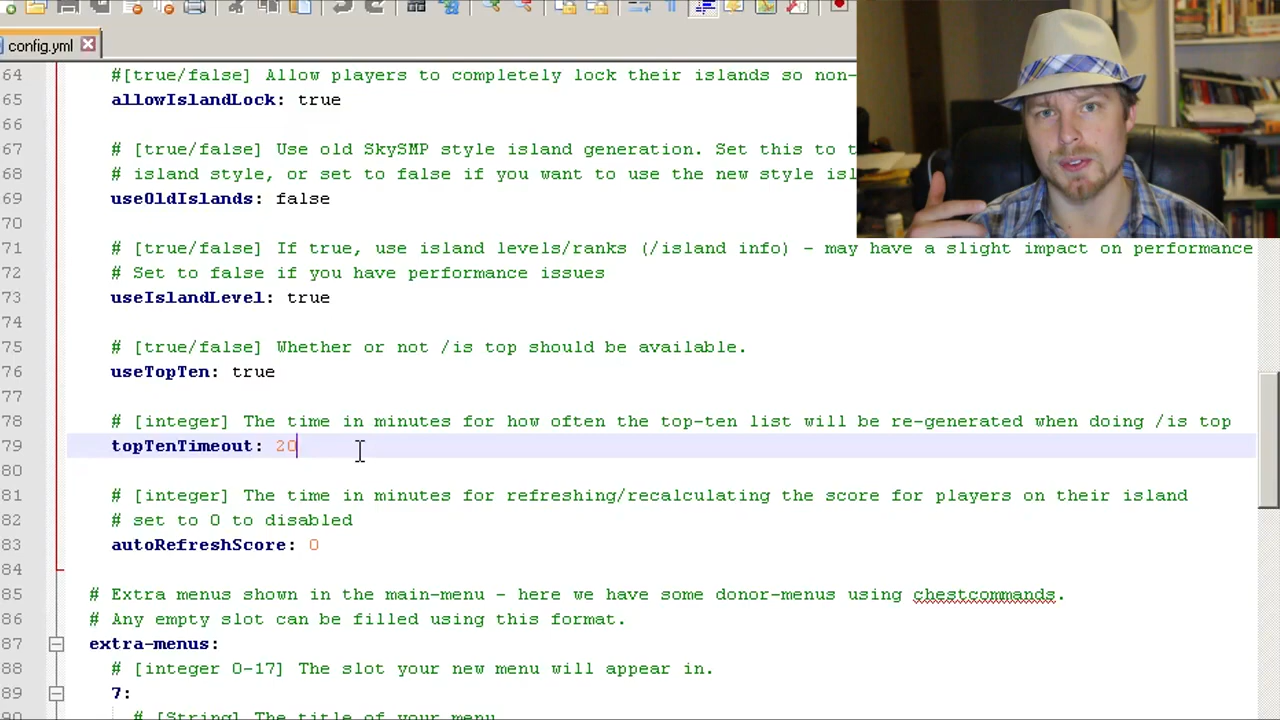 config.yml
64 #[true/false] Allow players to completely lock their islands so non-
65 allowIslandLock: true
66
67 # [true/false] Use old SkySMP style island generation. Set this to t
68 # island style, or set to false if you want to use the new style isl
69 useOldIslands: false
70
71 # [true/false] If true, use island levels/ranks (/island info) - may have a slight impact on performance
72 # Set to false if you have performance issues
73 useIslandLevel: true
74
75 # [true/false] Whether or not /is top should be available.
76 useTopTen: true
77
78 # [integer] The time in minutes for how often the top-ten list will be re-generated when doing /is top
79 topTenTimeout: 20
80
81 # [integer] The time in minutes for refreshing/recalculating the score for players on their island
82 # set to 0 to disabled
83 autoRefreshScore: 0
84
85 # Extra menus shown in the main-menu - here we have some donor-menus using chestcommands.
86 # Any empty slot can be filled using this format.
87 extra-menus:
88 # [integer 0-17] The slot your new menu will appear in.
89 7:
90 # [String] The title of your menu